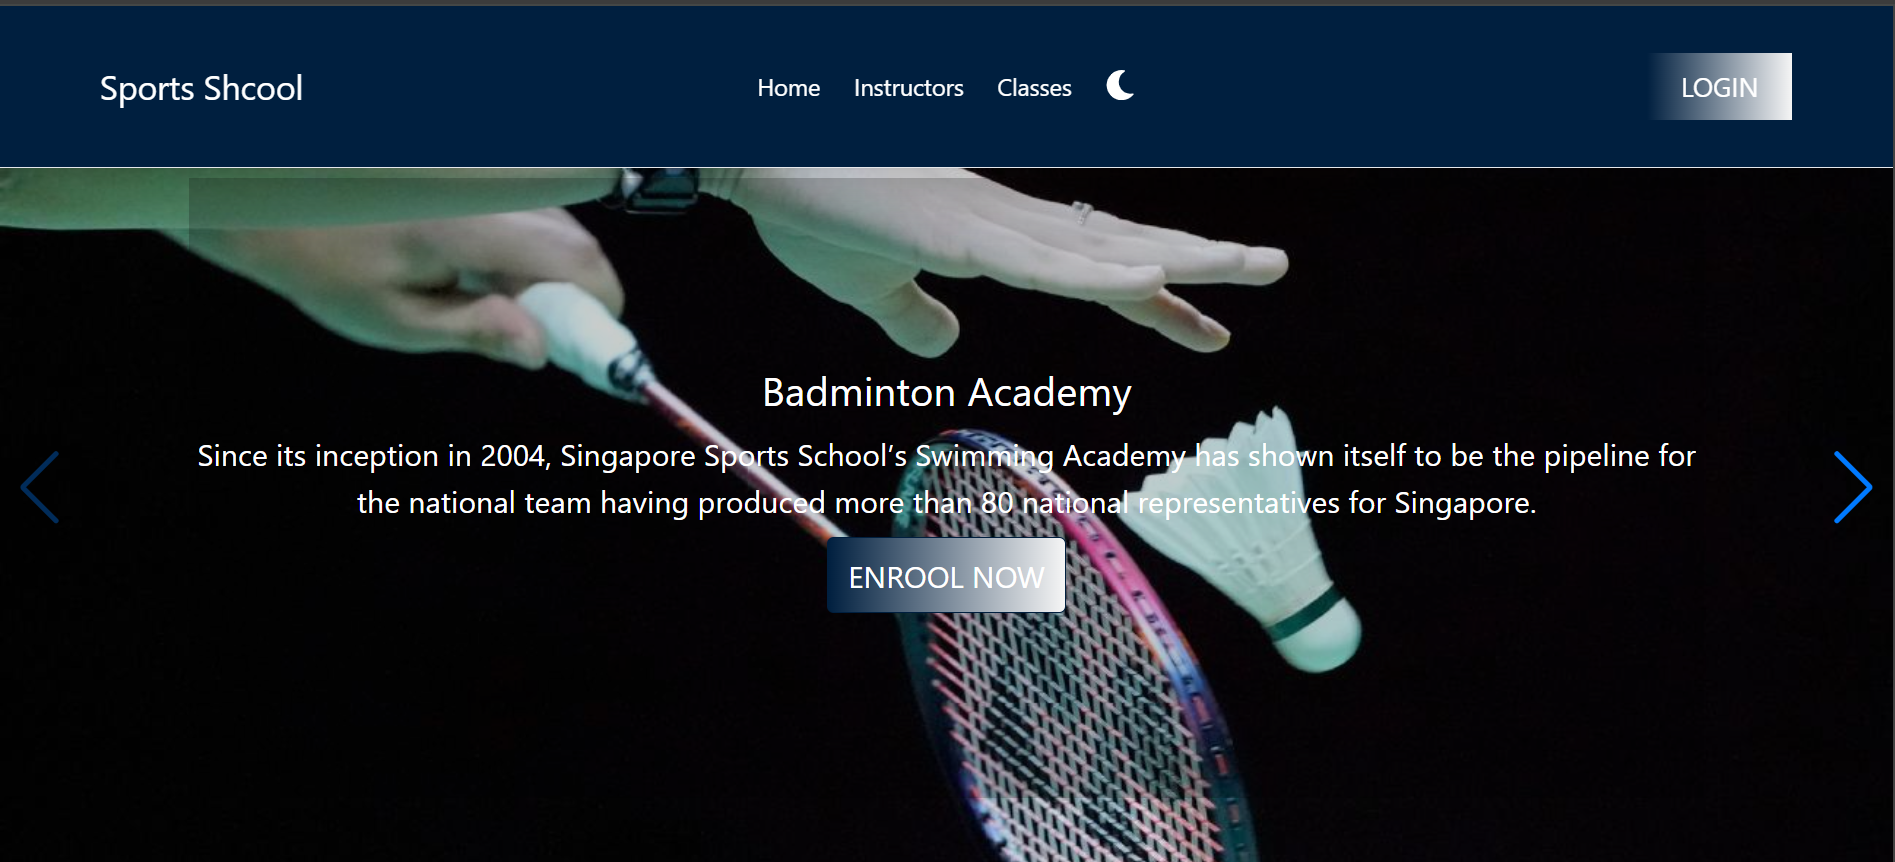 Sports Shcool
Home Instructors Classes
LOGIN
Badminton Academy
Since its inception in 2004, Singapore Sports School’s Swimming Academy has shown itself to be the pipeline for
the national team having produced more than 80 national representatives for Singapore.
ENROOL NOW